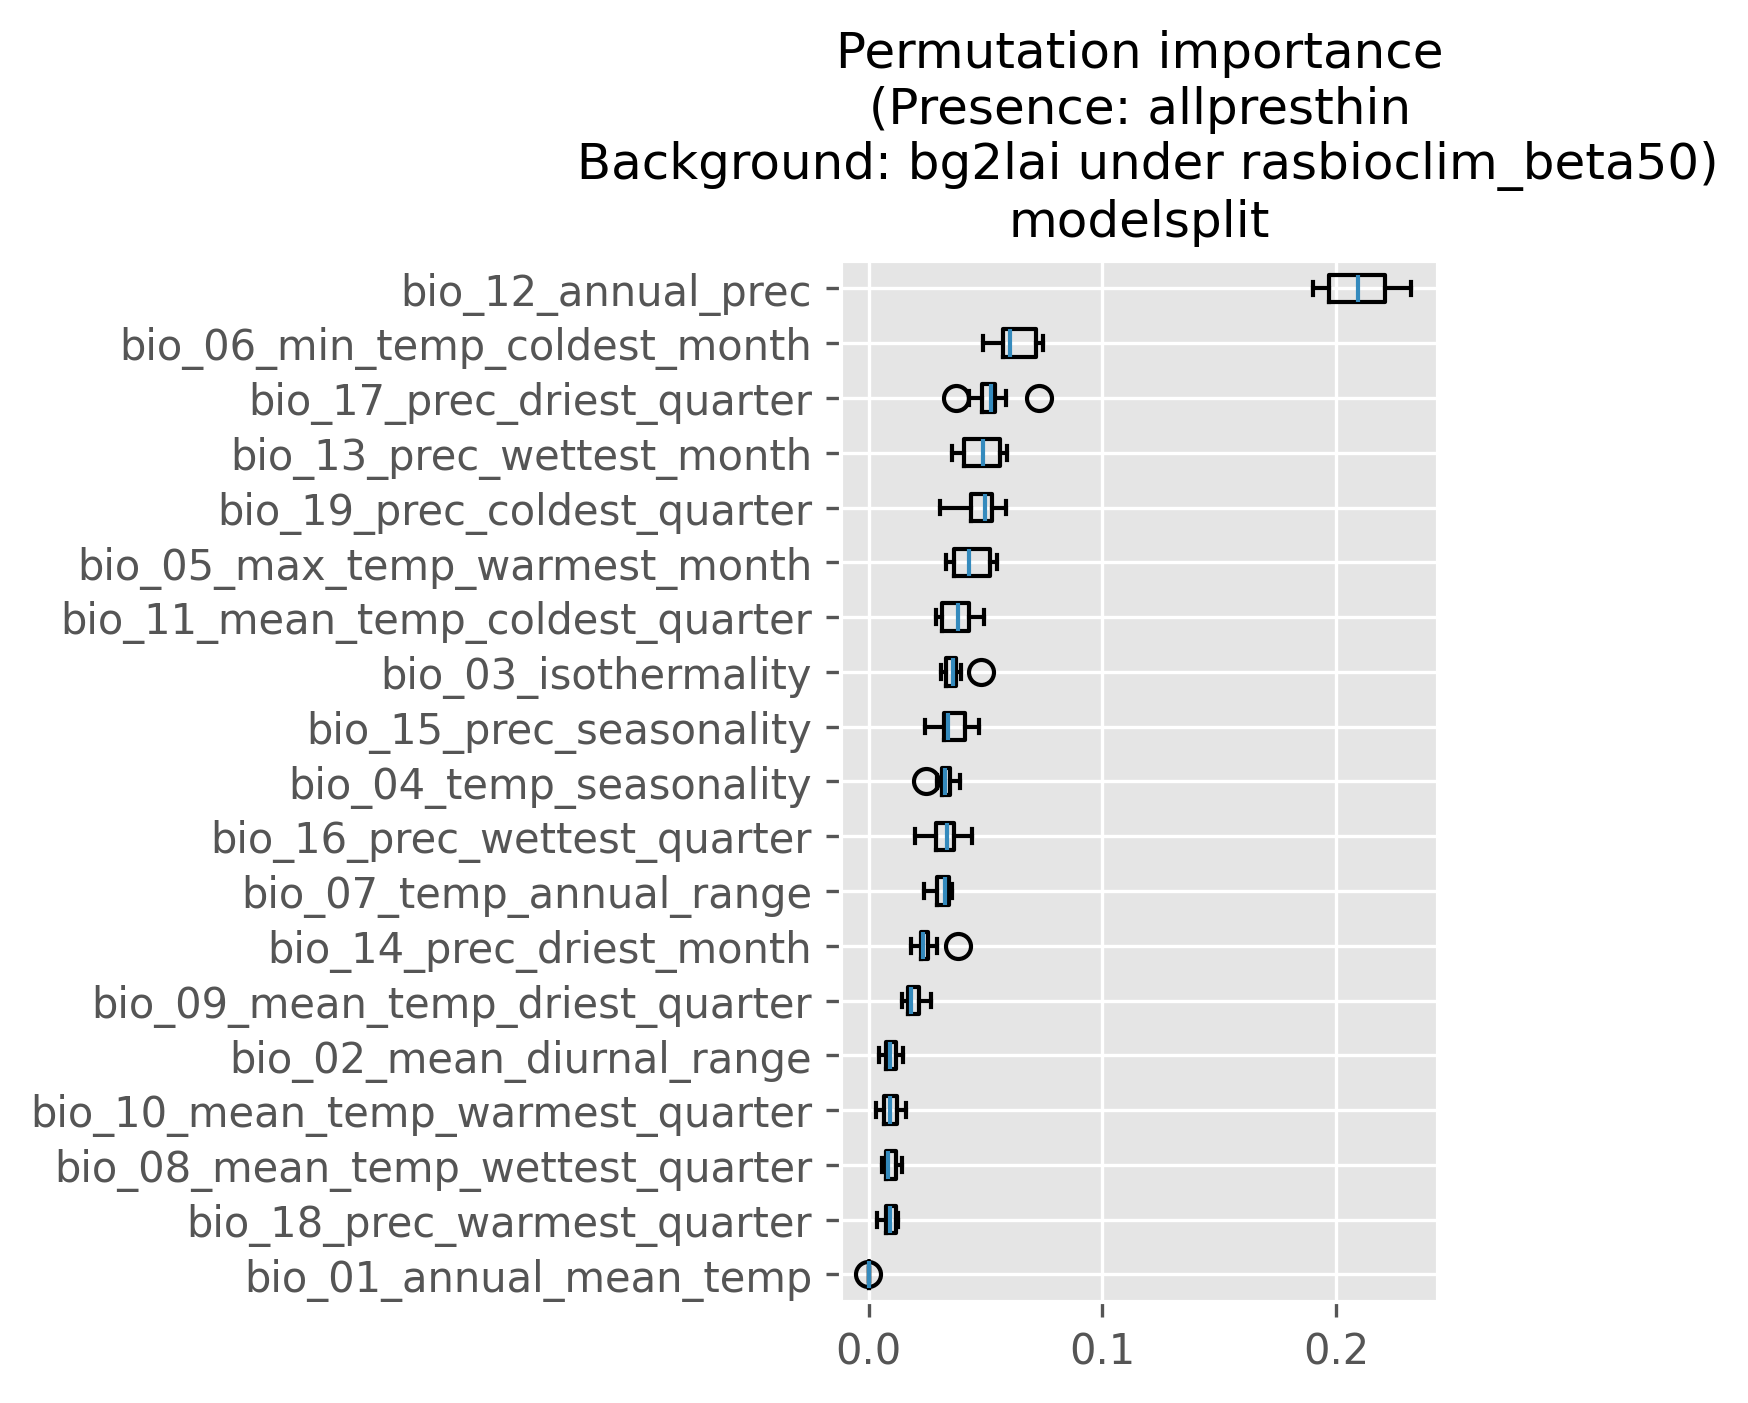 Permutation importance
(Presence: allpresthin
Background: bg2lai under rasbioclim_beta50)
modelsplit
bio_12_annual_prec
bio_06_min_temp_coldest_month
bio_17_prec_driest_quarter
bio_13_prec_wettest_month
bio_19_prec_coldest_quarter
bio_05_max_temp_warmest_month
bio_11_mean_temp_coldest_quarter
bio_03_isothermality
bio_15_prec_seasonality
bio_04_temp_seasonality
bio_16_prec_wettest_quarter
bio_07_temp_annual_range
bio_14_prec_driest_month
bio_09_mean_temp_driest_quarter
bio_02_mean_diurnal_range
bio_10_mean_temp_warmest_quarter
bio_08_mean_temp_wettest_quarter
bio_18_prec_warmest_quarter
bio_01_annual_mean_temp
0.0 0.1 0.2